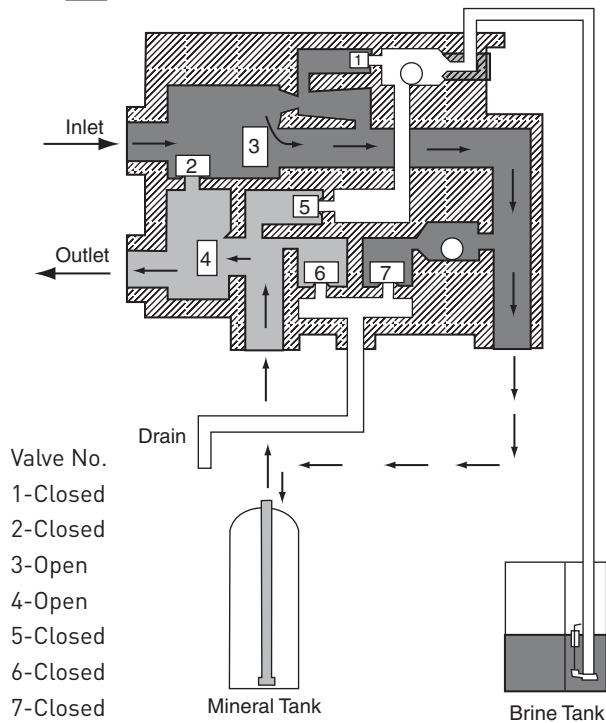 1
Inlet
3
2
5
Outlet
4
6
7
Drain
Valve No.
1-Closed
2-Closed
3-Open
4-Open
5-Closed
6-Closed
7-Closed
Mineral Tank
Brine Tank